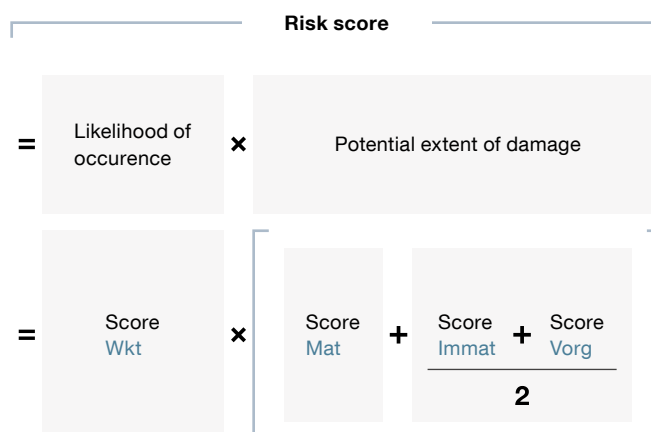 Risk score
=
Likelihood of
occurence
×
Potential extent of damage
=
Score
Wkt
×
Score
Mat
+
Score
Immat
+
Score
Vorg
2